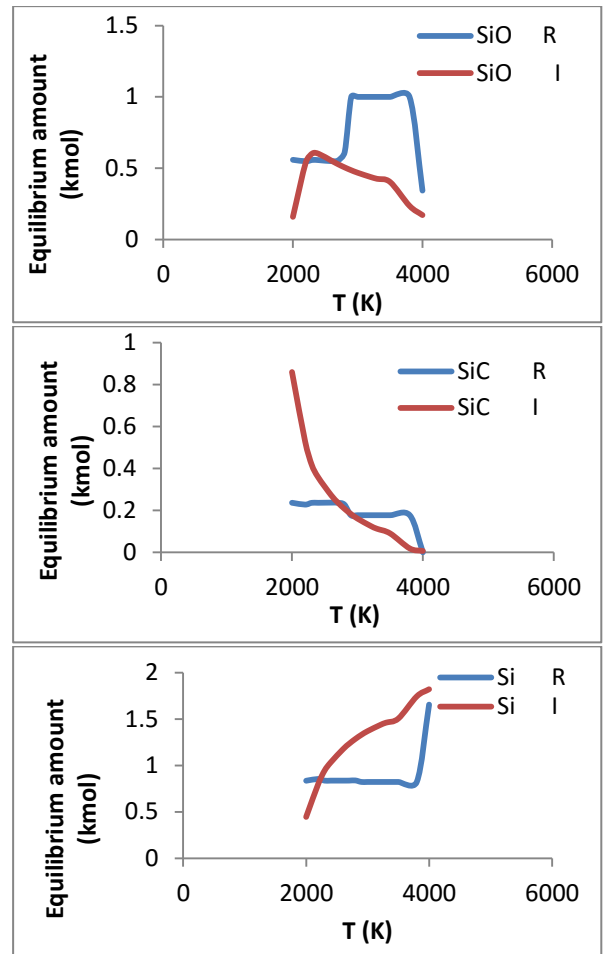 Equilibrium amount
(kmol)
1.5
1
0.5
0
SiO R
SiO I
0 2000 4000 6000
T (K)
Equilibrium amount
(kmol)
1
0.8
0.6
0.4
0.2
0
SiC R
SiC I
0 2000 4000 6000
T (K)
Equilibrium amount
(kmol)
2
1.5
1
0.5
0
Si R
Si I
0 2000 4000 6000
T (K)